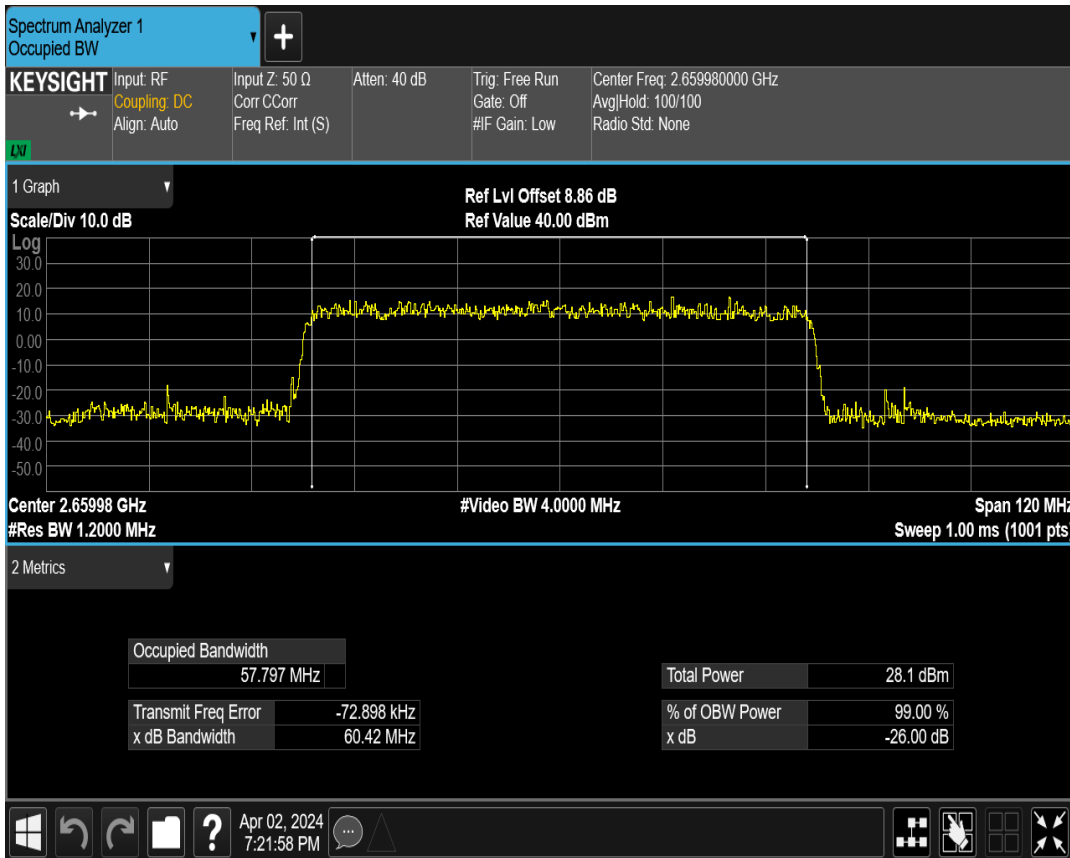 Spectrum Analyzer 1
Occupied BW
KEYSIGHT
LXI
Input: RF
Coupling: DC
Align: Auto
Input Z: 50 Ω
Corr CCorr
Freq Ref: Int (S)
Atten: 40 dB
Trig: Free Run
Gate: Off
#IF Gain: Low
Center Freq: 2.659980000 GHz
Avg|Hold: 100/100
Radio Std: None
1 Graph
Scale/Div 10.0 dB
Ref Lvl Offset 8.86 dB
Ref Value 40.00 dBm
Log
30.0
20.0
10.0
0.00
-10.0
-20.0
-30.0
-40.0
-50.0
Center 2.65998 GHz
#Video BW 4.0000 MHz
Span 120 MHz
#Res BW 1.2000 MHz
Sweep 1.00 ms (1001 pts)
2 Metrics
Occupied Bandwidth
57.797 MHz
Transmit Freq Error -72.898 kHz
x dB Bandwidth 60.42 MHz
Total Power 28.1 dBm
% of OBW Power 99.00 %
x dB -26.00 dB
?
Apr 02, 2024
7:21:58 PM